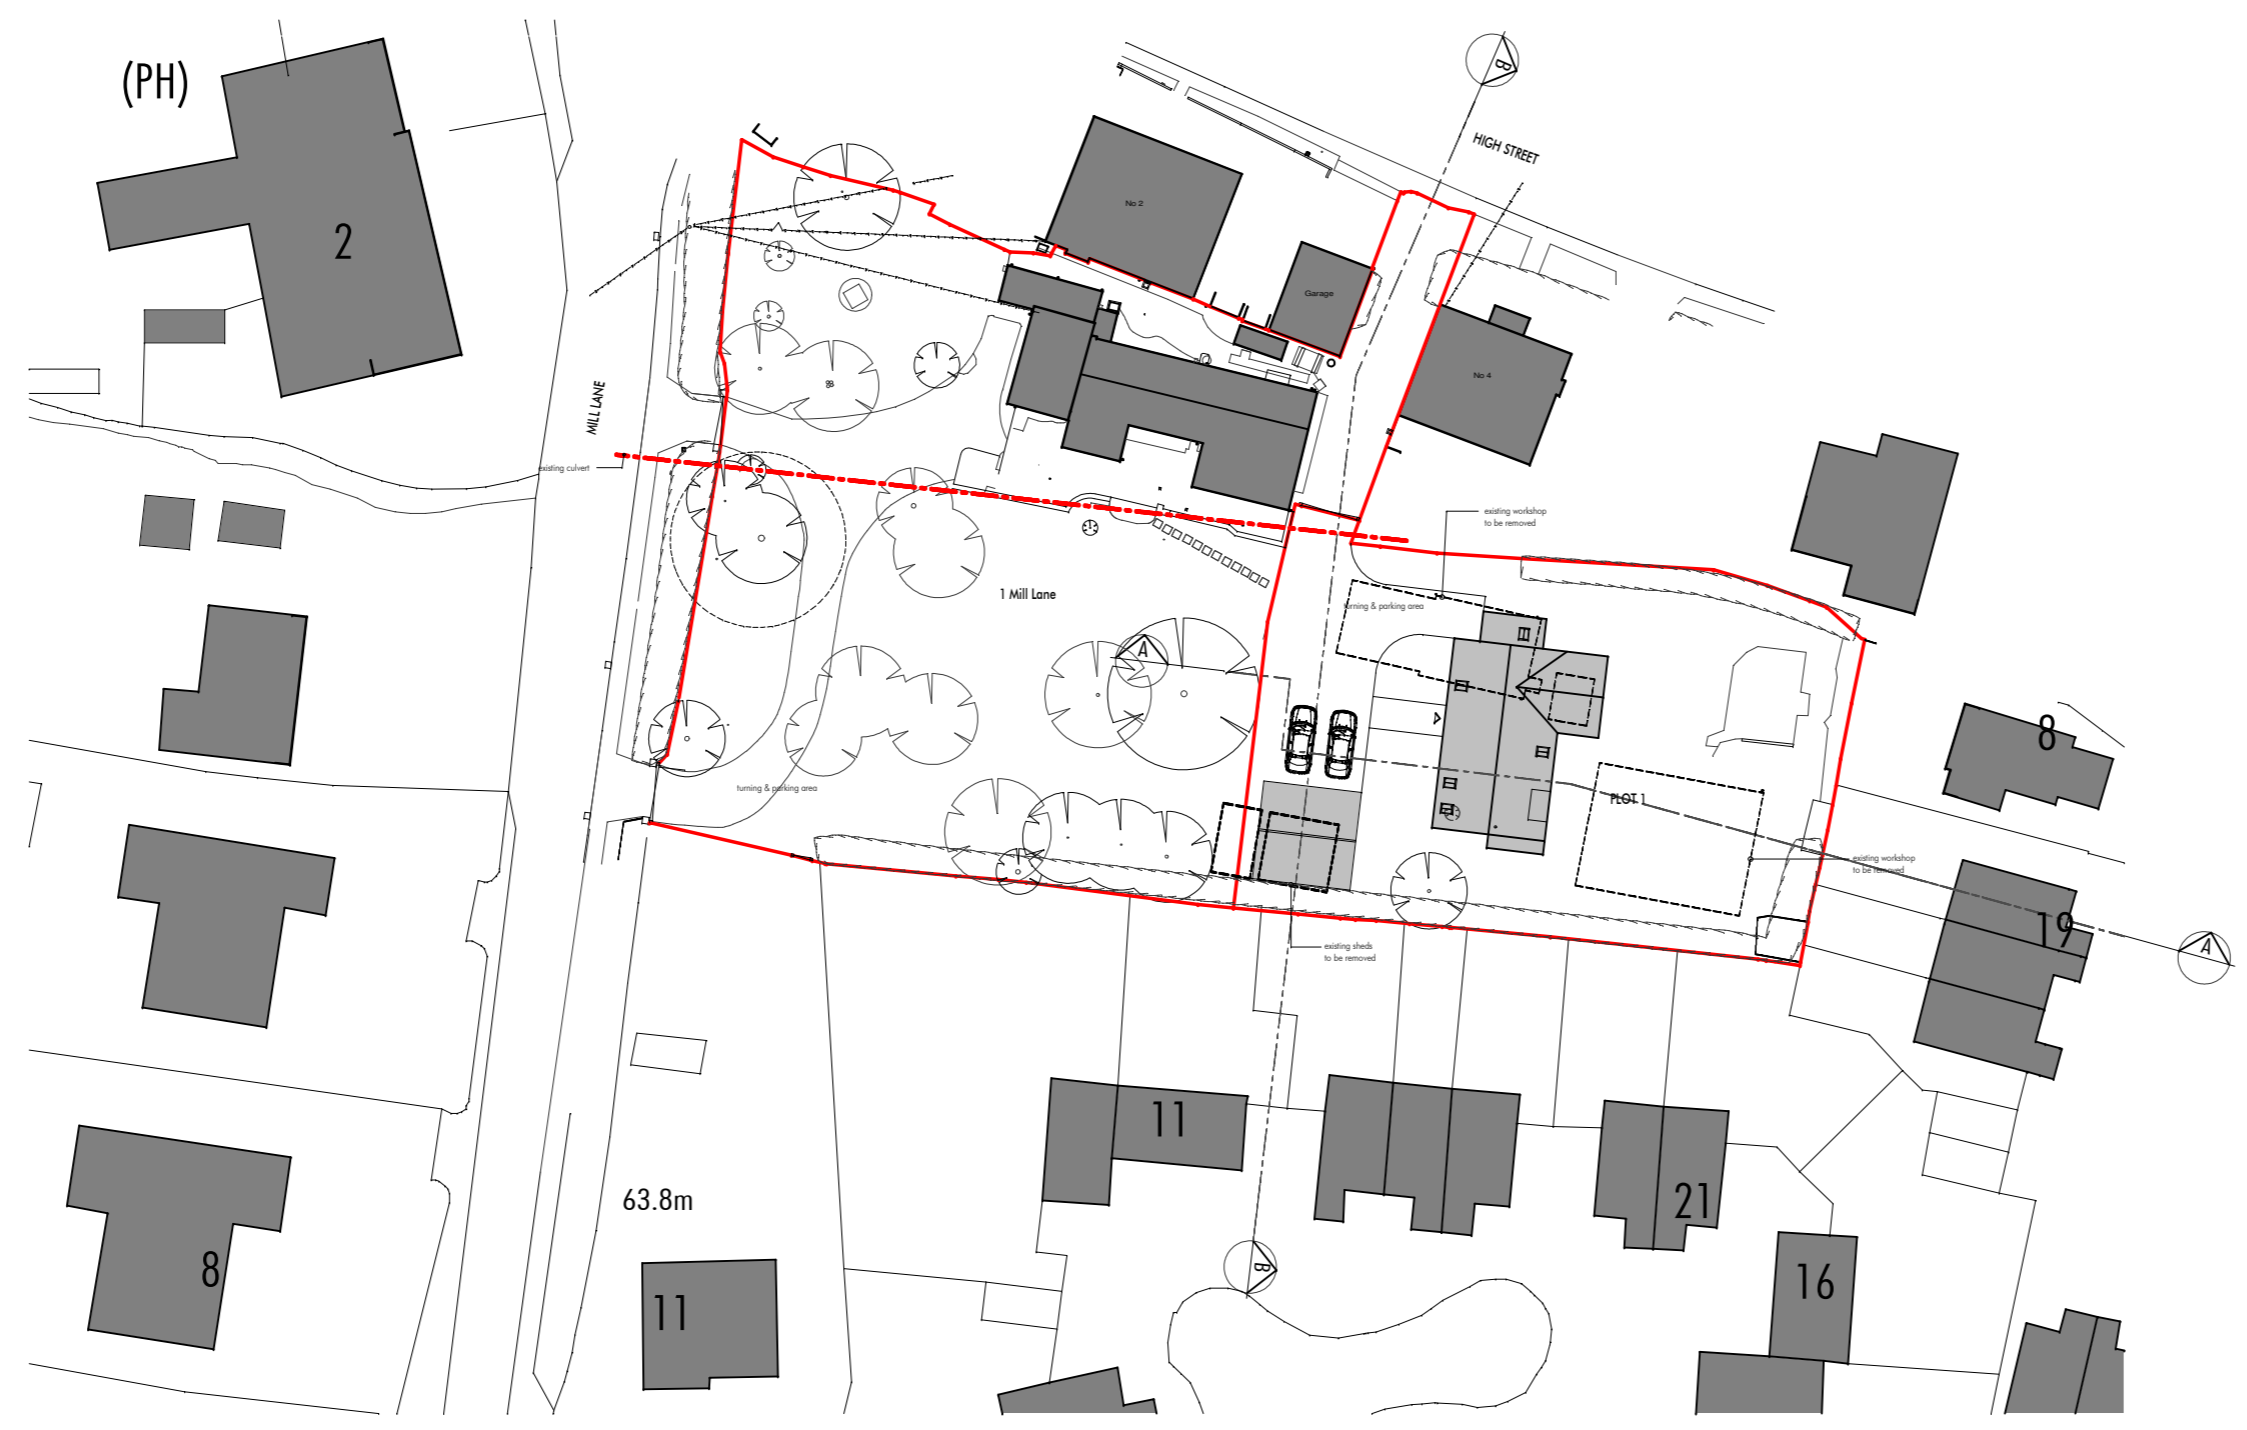 (PH)
B
HIGH STREET
No 2
2
Garage
No 4
MILL LANE
existing culvert
existing workshop
to be removed
1 Mill Lane
turning & parking area
A
8
turning & parking area
PLOT 1
existing workshop
to be removed
19
A
existing sheds
to be removed
11
63.8m
21
B
8
16
11